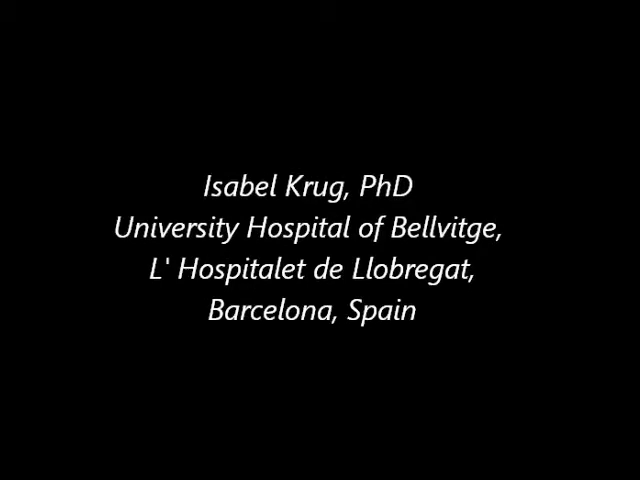 Isabel Krug, PhD
University Hospital of Bellvitge,
L' Hospitalet de Llobregat,
Barcelona, Spain